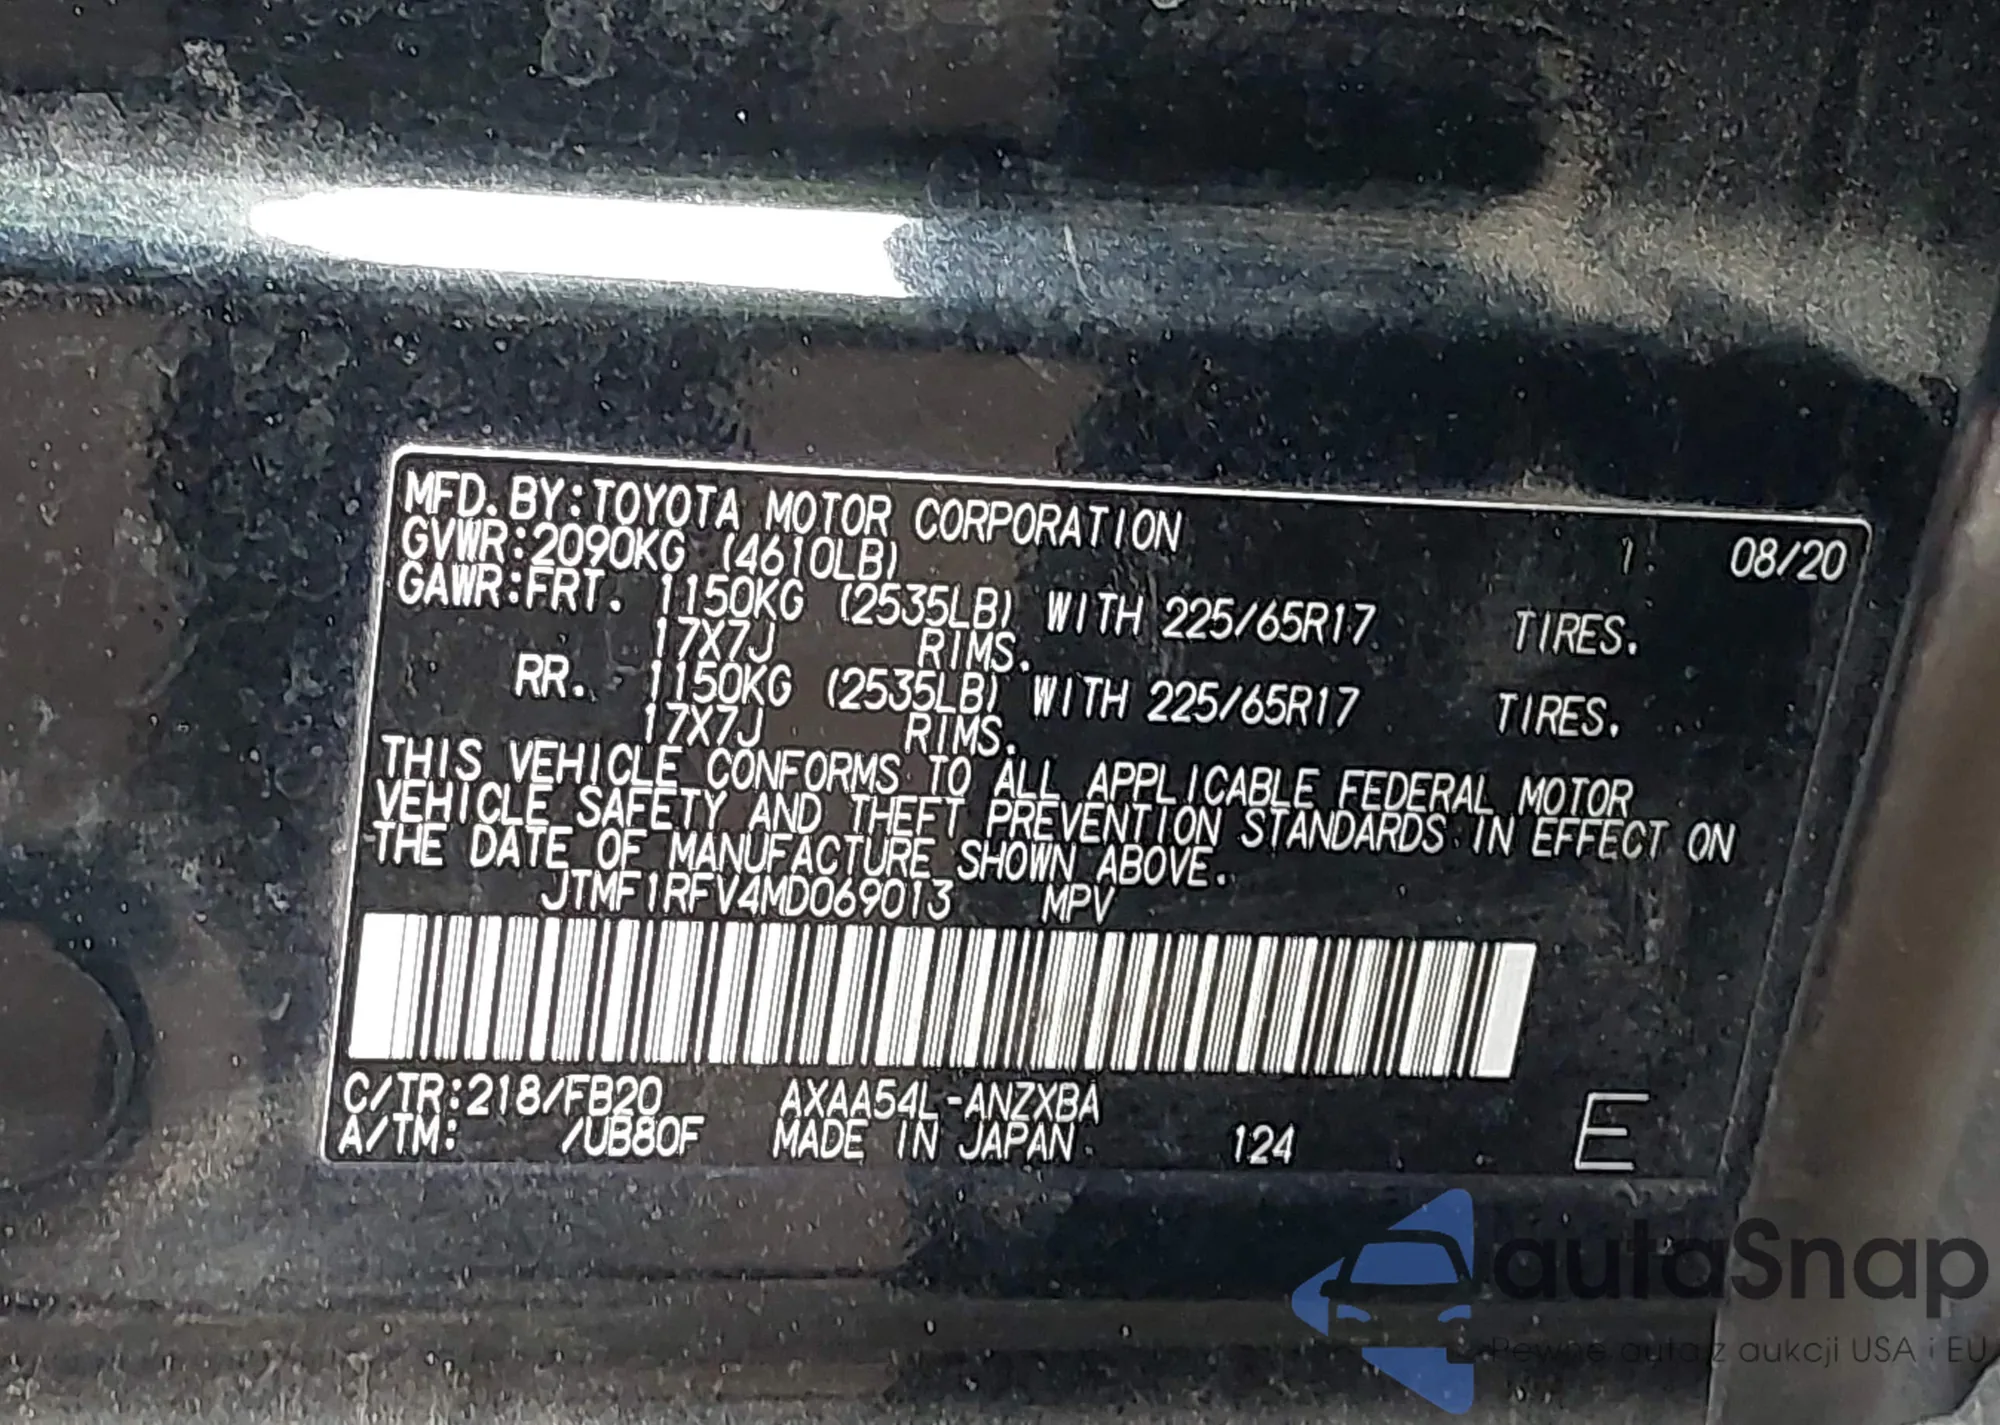 MFD. BY:TOYOTA MOTOR CORPORATION 08/20
GVWR:2090KG (4610LB)
GAWR:FRT. 1150KG (2535LB) WITH 225/65R17 TIRES.
17X7J RIMS.
RR. 1150KG (2535LB) WITH 225/65R17 TIRES.
17X7J RIMS.
THIS VEHICLE CONFORMS TO ALL APPLICABLE FEDERAL MOTOR
VEHICLE SAFETY AND THEFT PREVENTION STANDARDS IN EFFECT ON
THE DATE OF MANUFACTURE SHOWN ABOVE.
JTMF1RFV4MD069013 MPV
C/TR:218/FB20 AXAA54L-ANZXBA
A/TM: /UB80F MADE IN JAPAN 124 E
autaSnap
Pewne auta z aukcji USA i EU